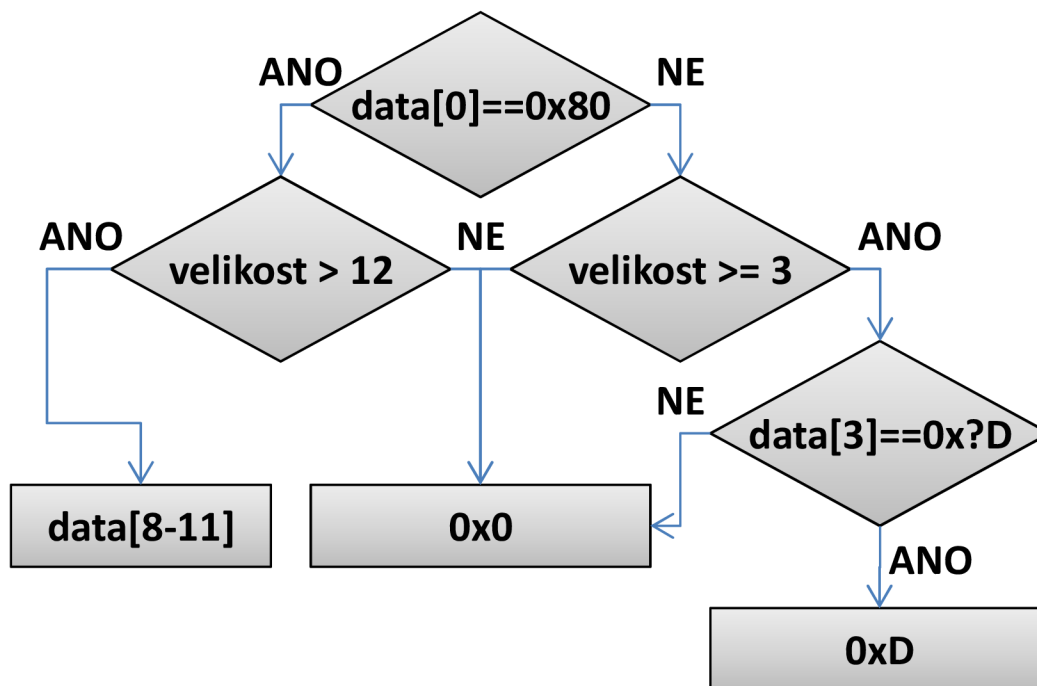 ANO
NE
data[0]==0x80
ANO
NE
ANO
velikost > 12
velikost >= 3
NE
data[3]==0x?D
data[8-11]
0x0
ANO
0xD